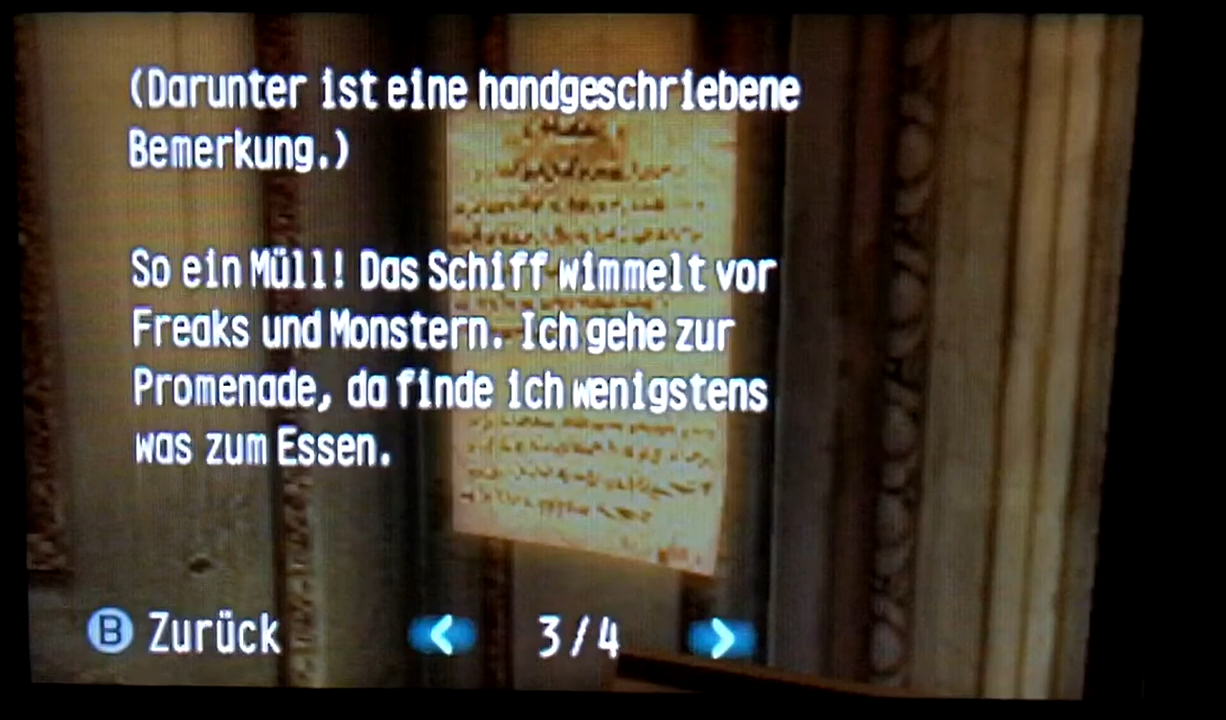 (Darunter ist eine handgeschriebene
Bemerkung.)
So ein Müll! Das Schiff wimmelt vor
Freaks und Monstern. Ich gehe zur
Promenade, da finde ich wenigstens
was zum Essen.
B Zurück < 3/4 >